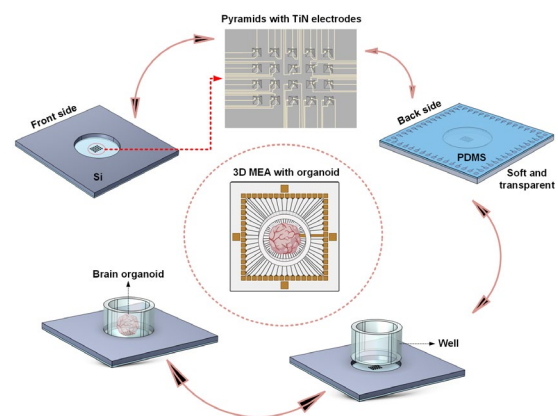 Pyramids with TiN electrodes
Front side
Si
Back side
PDMS
Soft and
transparent
3D MEA with organoid
Brain organoid
Well